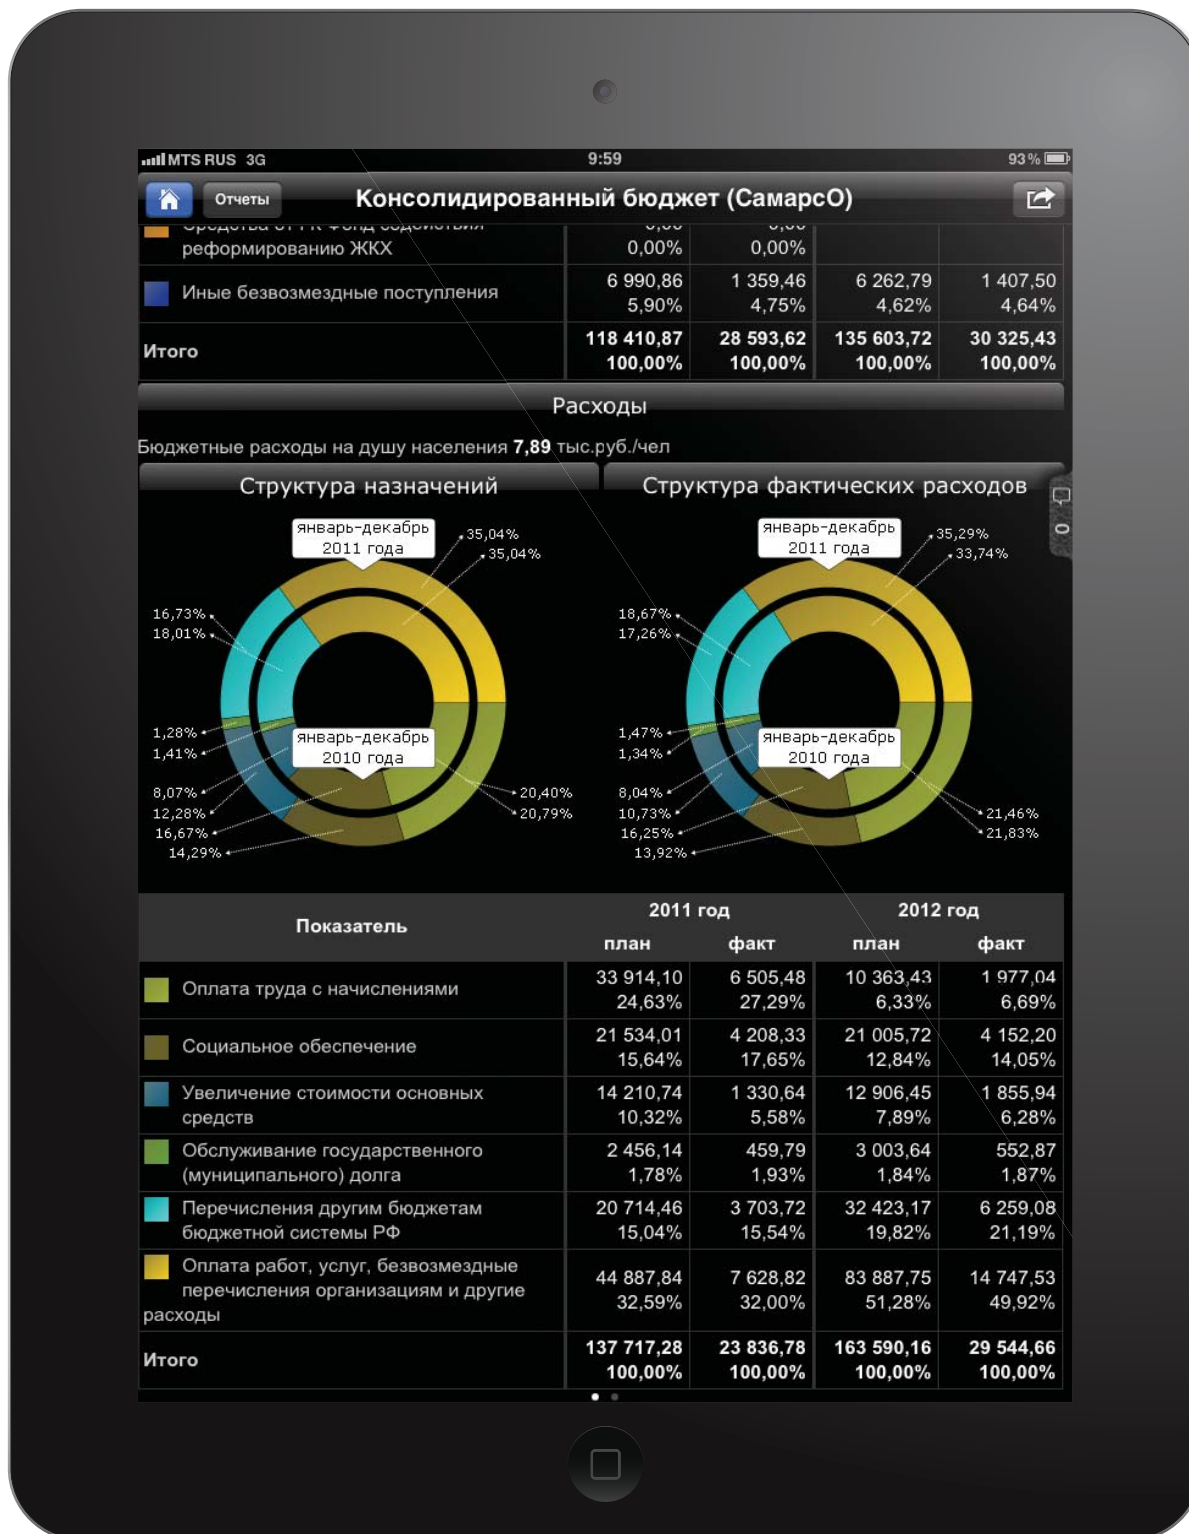 MTS RUS 3G 9:59 93 %
Отчеты Консолидированный бюджет (СамарсО)
реформированию ЖКХ 0,00% 0,00%
Иные безвозмездные поступления 6 990,86 1 359,46 6 262,79 1 407,50
5,90% 4,75% 4,62% 4,64%
Итого 118 410,87 28 593,62 135 603,72 30 325,43
100,00% 100,00% 100,00% 100,00%
Расходы
Бюджетные расходы на душу населения 7,89 тыс.руб./чел
Структура назначений
январь-декабрь
2011 года
35,04%
35,04%
16,73%
18,01%
1,28%
1,41%
январь-декабрь
2010 года
8,07%
12,28%
16,67%
14,29%
20,40%
20,79%
Структура фактических расходов
январь-декабрь
2011 года
35,29%
33,74%
18,67%
17,26%
1,47%
1,34%
январь-декабрь
2010 года
8,04%
10,73%
16,25%
13,92%
21,46%
21,83%
0
Показатель 2011 год 2012 год
план факт план факт
Оплата труда с начислениями 33 914,10 6 505,48 10 363,43 1 977,04
24,63% 27,29% 6,33% 6,69%
Социальное обеспечение 21 534,01 4 208,33 21 005,72 4 152,20
15,64% 17,65% 12,84% 14,05%
Увеличение стоимости основных 14 210,74 1 330,64 12 906,45 1 855,94
средств 10,32% 5,58% 7,89% 6,28%
Обслуживание государственного 2 456,14 459,79 3 003,64 552,87
(муниципального) долга 1,78% 1,93% 1,84% 1,87%
Перечисления другим бюджетам 20 714,46 3 703,72 32 423,17 6 259,08
бюджетной системы РФ 15,04% 15,54% 19,82% 21,19%
Оплата работ, услуг, безвозмездные
перечисления организациям и другие 44 887,84 7 628,82 83 887,75 14 747,53
расходы 32,59% 32,00% 51,28% 49,92%
Итого 137 717,28 23 836,78 163 590,16 29 544,66
100,00% 100,00% 100,00% 100,00%